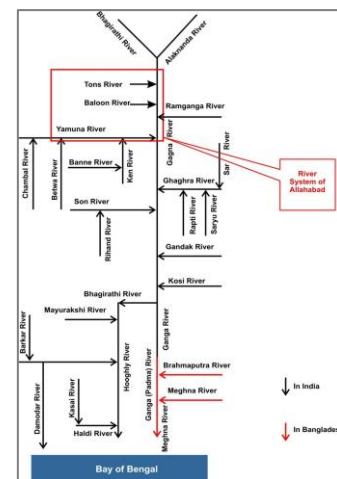 Bhagirathi River
Alaknanda River
Tons River
Baloon River
Ramganga River
Yamuna River
Gagna River
Sar River
Chambal River
Betwa River
Ken River
Banne River
River
System of
Allahabad
Ghaghra River
Son River
Rihand River
Rapti River
Saryu River
Gandak River
Kosi River
Bhagirathi River
Mayurakshi River
Ganga River
Barkar River
Hooghly River
Ganga (Padma) River
Brahmaputra River
Meghna River
In India
Damodar River
Kasai River
Haldi River
Meghna River
In Banglades
Bay of Bengal